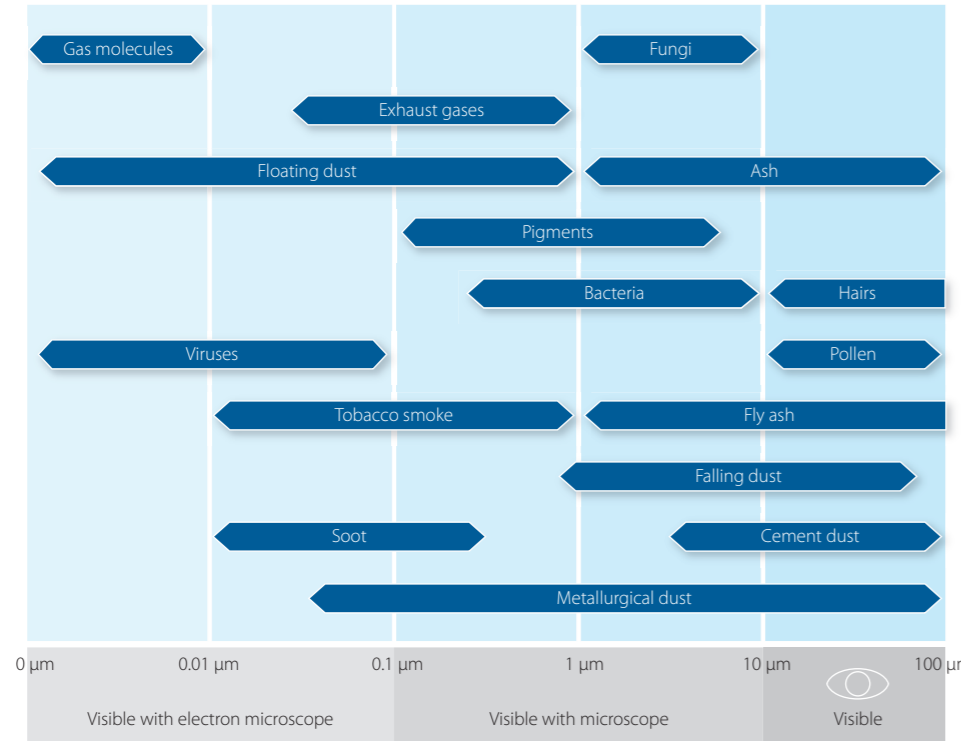 Gas molecules
Fungi
Exhaust gases
Floating dust
Ash
Pigments
Bacteria
Hairs
Viruses
Pollen
Tobacco smoke
Fly ash
Falling dust
Soot
Cement dust
Metallurgical dust
0 µm
0.01 µm
0.1 µm
1 µm
10 µm
100 µ
Visible with electron microscope
Visible with microscope
Visible